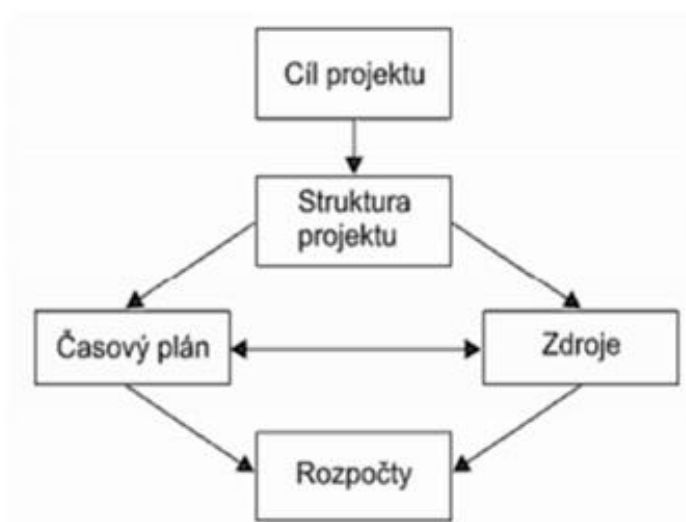 Cíl projektu
Struktura
projektu
Časový plán
Zdroje
Rozpočty